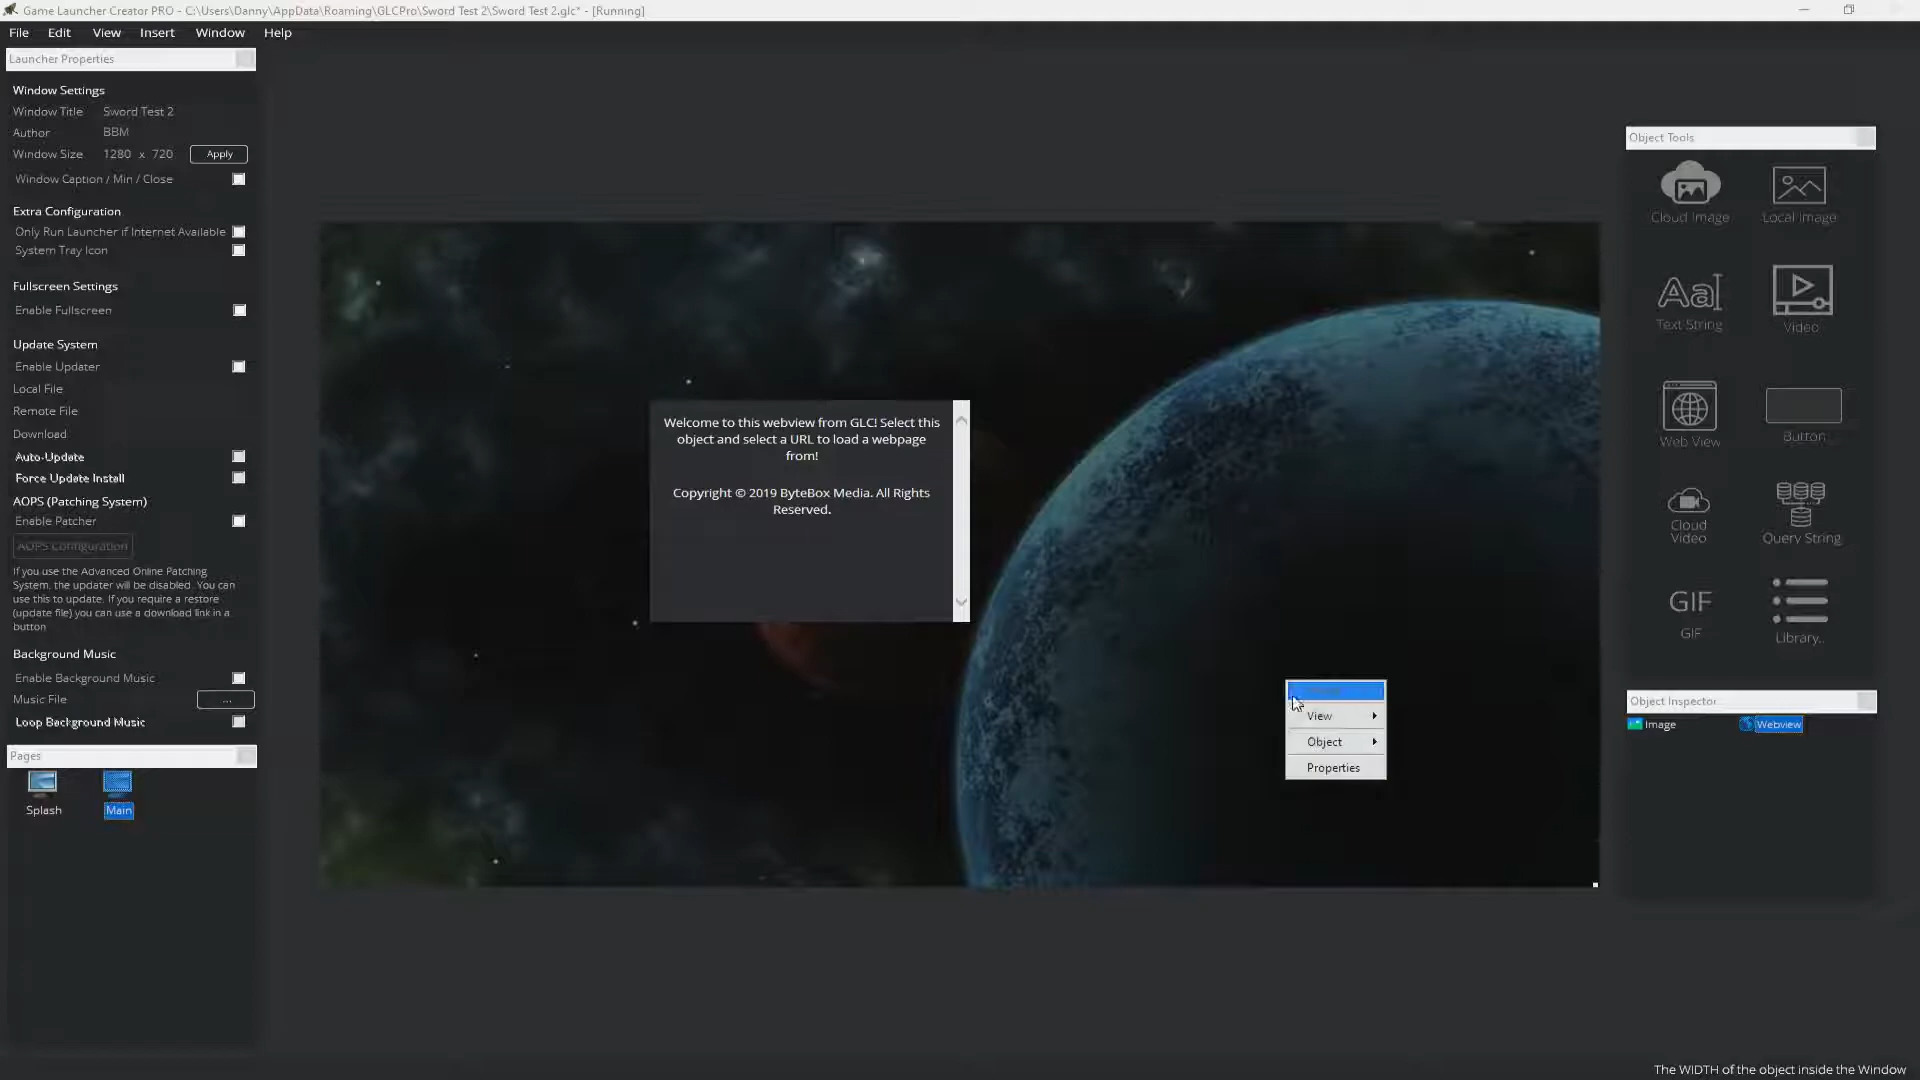 Game Launcher Creator PRO - C:\Users\Danny\AppData\Roaming\GLCPro\Sword Test 2\Sword Test 2.glc* - [Running]
File Edit View Insert Window Help
Launcher Properties
Window Settings
Window Title Sword Test 2
Author BBM
Window Size 1280 x 720 Apply
Window Caption / Min / Close
Extra Configuration
Only Run Launcher if Internet Available
System Tray Icon
Fullscreen Settings
Enable Fullscreen
Update System
Enable Updater
Local File
Remote File
Download
Auto-Update
Force Update Install
AOPS (Patching System)
Enable Patcher
AOPS Configuration
If you use the Advanced Online Patching
System, the updater will be disabled. You can
use this to update. If you require a restore
(update file) you can use a download link in a
button
Background Music
Enable Background Music
Music File ...
Loop Background Music
Pages
Splash Main
Welcome to this webview from GLC! Select this
object and select a URL to load a webpage
from!
Copyright © 2019 ByteBox Media. All Rights
Reserved.
View
Object
Properties
Object Tools
Cloud Image Local Image
Text String Video
Web View Button
Cloud
Video
Query String
GIF
GIF Library..
Object Inspector
Image Webview
The WIDTH of the object inside the Window